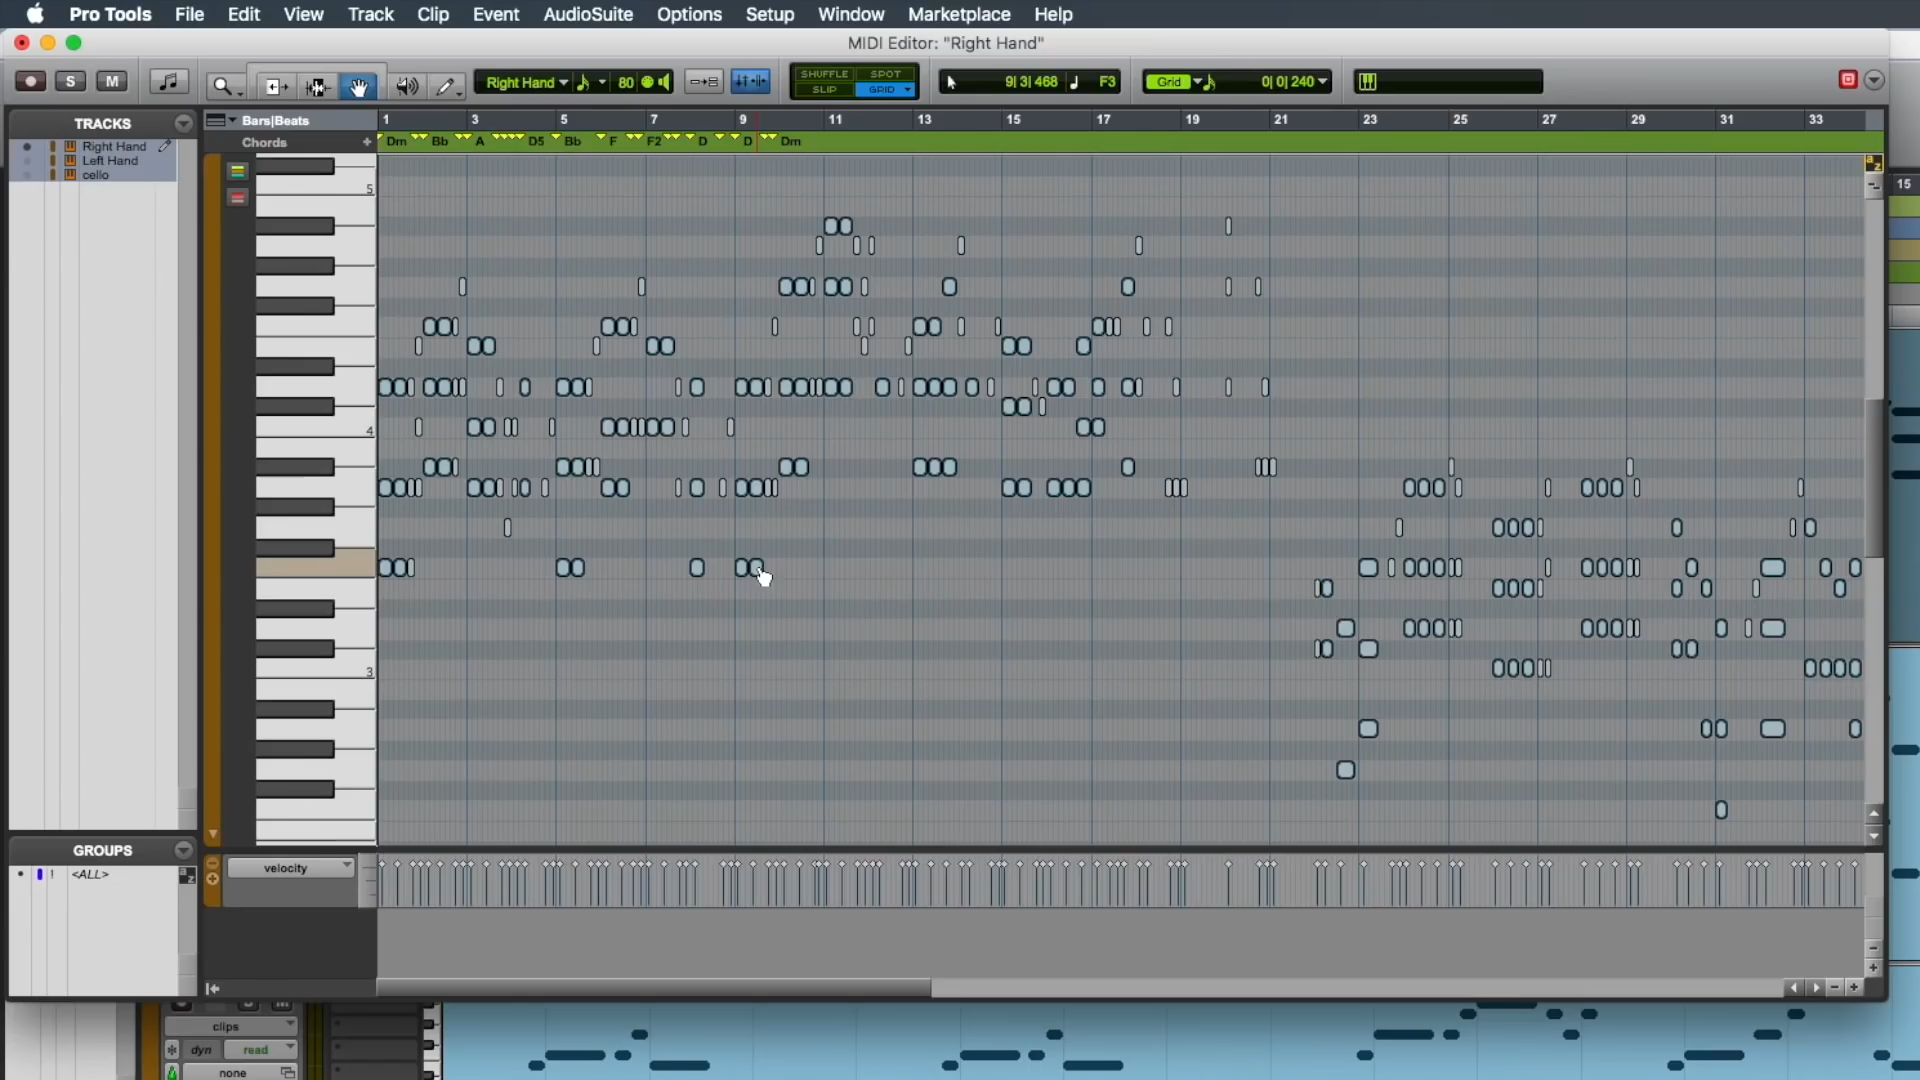 Pro Tools File Edit View Track Clip Event AudioSuite Options Setup Window Marketplace Help
MIDI Editor: "Right Hand"
S M Right Hand 80 SHUFFLE SPOT SLIP GRID 9| 3| 468 F3 Grid 0| 0| 240
TRACKS
Right Hand
Left Hand
cello
Bars|Beats 1 3 5 7 9 11 13 15 17 19 21 23 25 27 29 31 33
Chords + Dm Bb A D5 Bb F F2 D D Dm
a z
15
5
4
3
GROUPS
! <ALL> a z
velocity
clips
dyn read
none